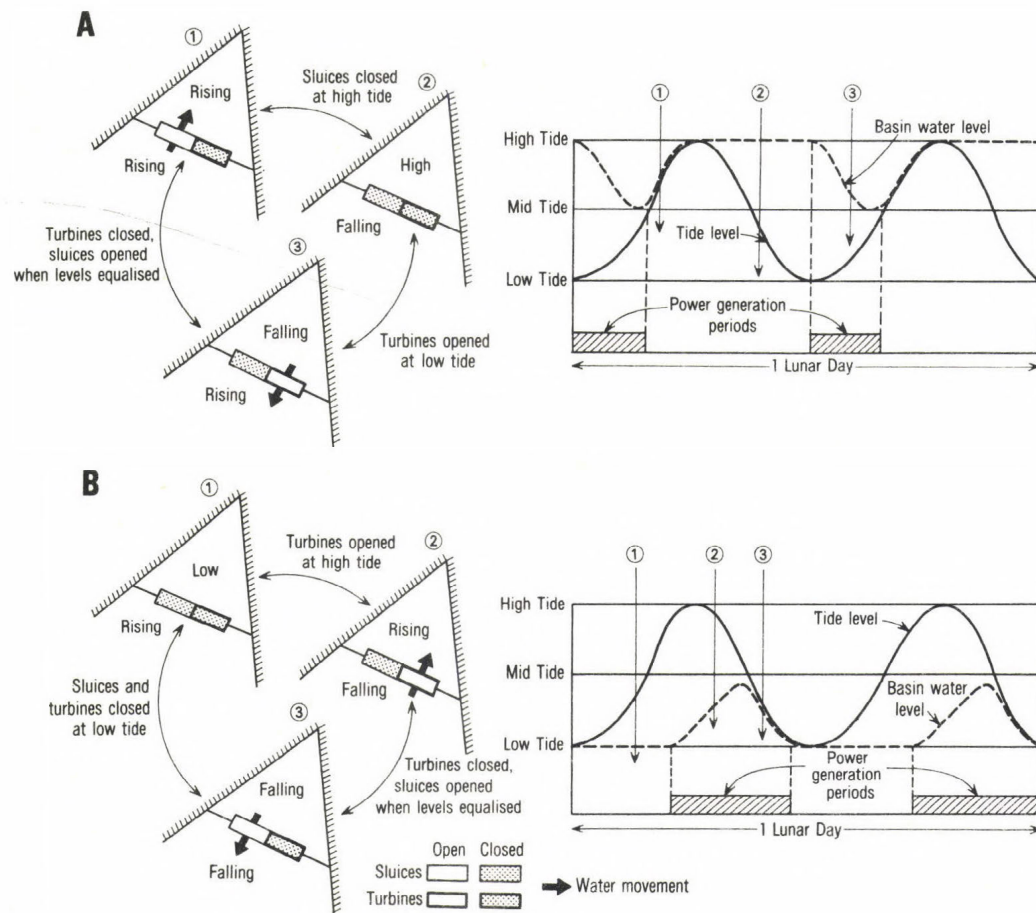 A
①
Rising
Rising
Sluices closed
at high tide
②
High
Falling
Turbines closed,
sluices opened
when levels equalised
③
Falling
Rising
Turbines opened
at low tide
① ② ③
High Tide
Mid Tide
Low Tide
Basin water level
Tide level
Power generation
periods
1 Lunar Day
B
①
Low
Rising
Turbines opened
at high tide
②
Rising
Falling
Sluices and
turbines closed
at low tide
③
Falling
Falling
Turbines closed,
sluices opened
when levels equalised
① ② ③
High Tide
Mid Tide
Low Tide
Tide level
Basin water
level
Power
generation
periods
1 Lunar Day
Open Closed
Sluices
Turbines
Water movement